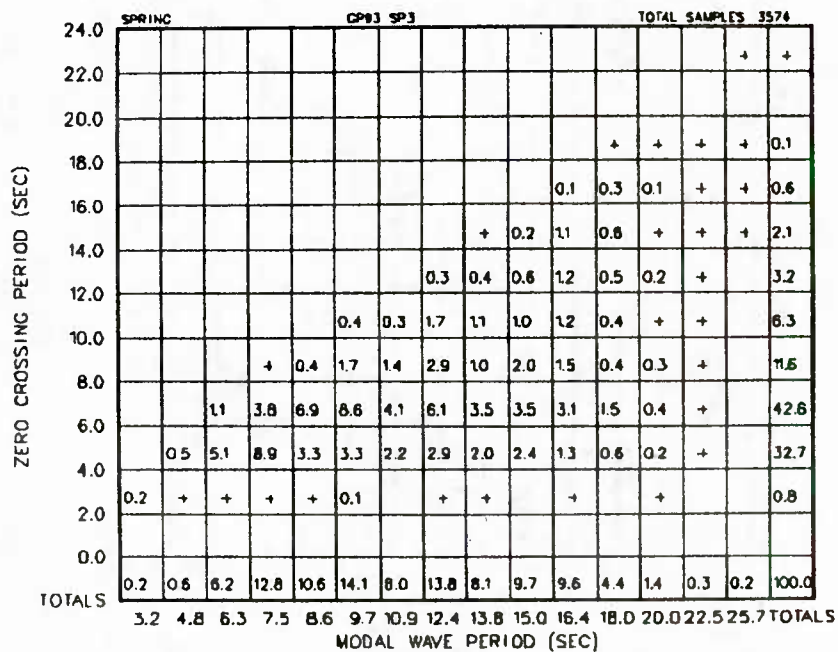 SPRING GP93 SP3 TOTAL SAMPLES 3574
24.0
+ +
22.0
20.0
+ + + + 0.1
18.0
0.1 0.3 0.1 + + 0.6
16.0
+ 0.2 1.1 0.6 + + + 2.1
14.0
0.3 0.4 0.6 1.2 0.5 0.2 + 3.2
12.0
0.4 0.3 1.7 1.1 1.0 1.2 0.4 + + 6.3
10.0
+ 0.4 1.7 1.4 2.9 1.0 2.0 1.5 0.4 0.3 + 11.6
8.0
1.1 3.8 6.9 8.6 4.1 6.1 3.5 3.5 3.1 1.5 0.4 + 42.6
6.0
0.5 5.1 8.9 3.3 3.3 2.2 2.9 2.0 2.4 1.3 0.6 0.2 + 32.7
4.0
0.2 + + + + 0.1 + + + + 0.8
2.0
0.0
0.2 0.6 6.2 12.8 10.6 14.1 8.0 13.8 8.1 9.7 9.6 4.4 1.4 0.3 0.2 100.0
TOTALS
3.2 4.8 6.3 7.5 8.6 9.7 10.9 12.4 13.8 15.0 16.4 18.0 20.0 22.5 25.7 TOTALS
MODAL WAVE PERIOD (SEC)
ZERO CROSSING PERIOD (SEC)